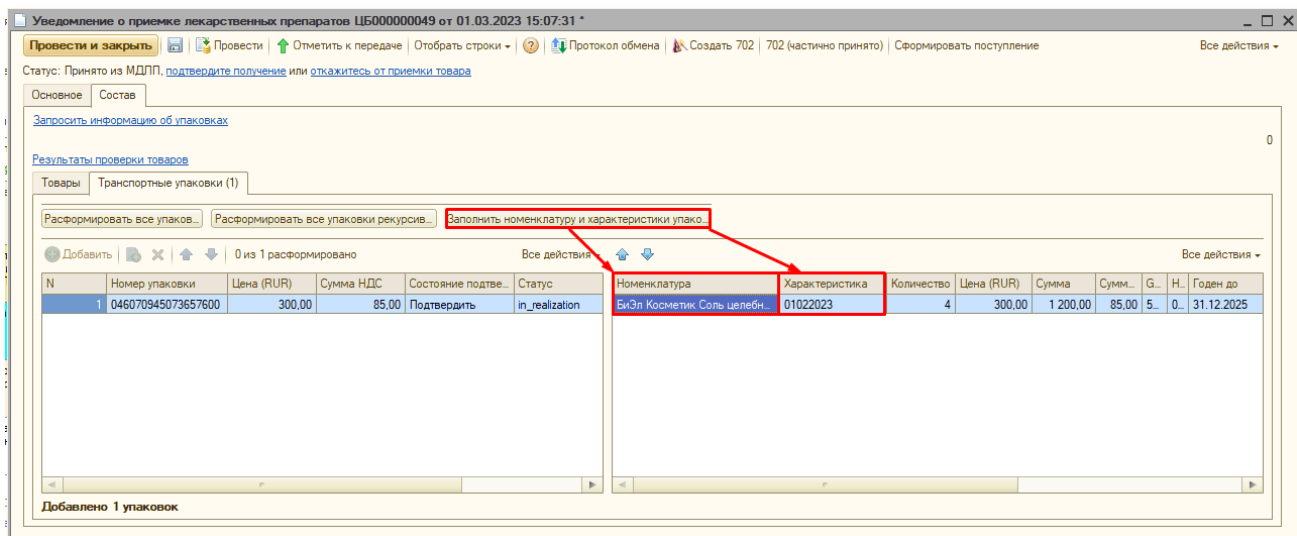 Уведомление о приемке лекарственных препаратов ЦБ000000049 от 01.03.2023 15:07:31 *
Провести и закрыть Провести Отметить к передаче Отобрать строки Протокол обмена Создать 702 702 (частично принято) Сформировать поступление Все действия
Статус: Принято из МДЛП, подтвердите получение или откажитесь от приемки товара
Основное Состав
Запросить информацию об упаковках
0
Результаты проверки товаров
Товары Транспортные упаковки (1)
Расформировать все упаков... Расформировать все упаковки рекурсив... Заполнить номенклатуру и характеристики упако...
Добавить 0 из 1 расформировано Все действия Все действия
N Номер упаковки Цена (RUR) Сумма НДС Состояние подтве... Статус Номенклатура Характеристика Количество Цена (RUR) Сумма Сумм... G... Н... Годен до
1 046070945073657600 300,00 85,00 Подтвердить in_realization БиЭл Косметик Соль целебн... 01022023 4 300,00 1 200,00 85,00 5... 0... 31.12.2025
Добавлено 1 упаковок